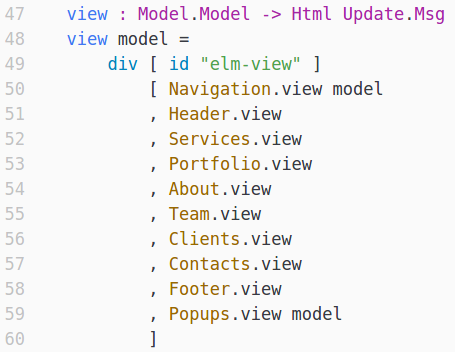 47 view : Model.Model -> Html Update.Msg
48 view model =
49     div [ id "elm-view" ]
50         [ Navigation.view model
51         , Header.view
52         , Services.view
53         , Portfolio.view
54         , About.view
55         , Team.view
56         , Clients.view
57         , Contacts.view
58         , Footer.view
59         , Popups.view model
60         ]